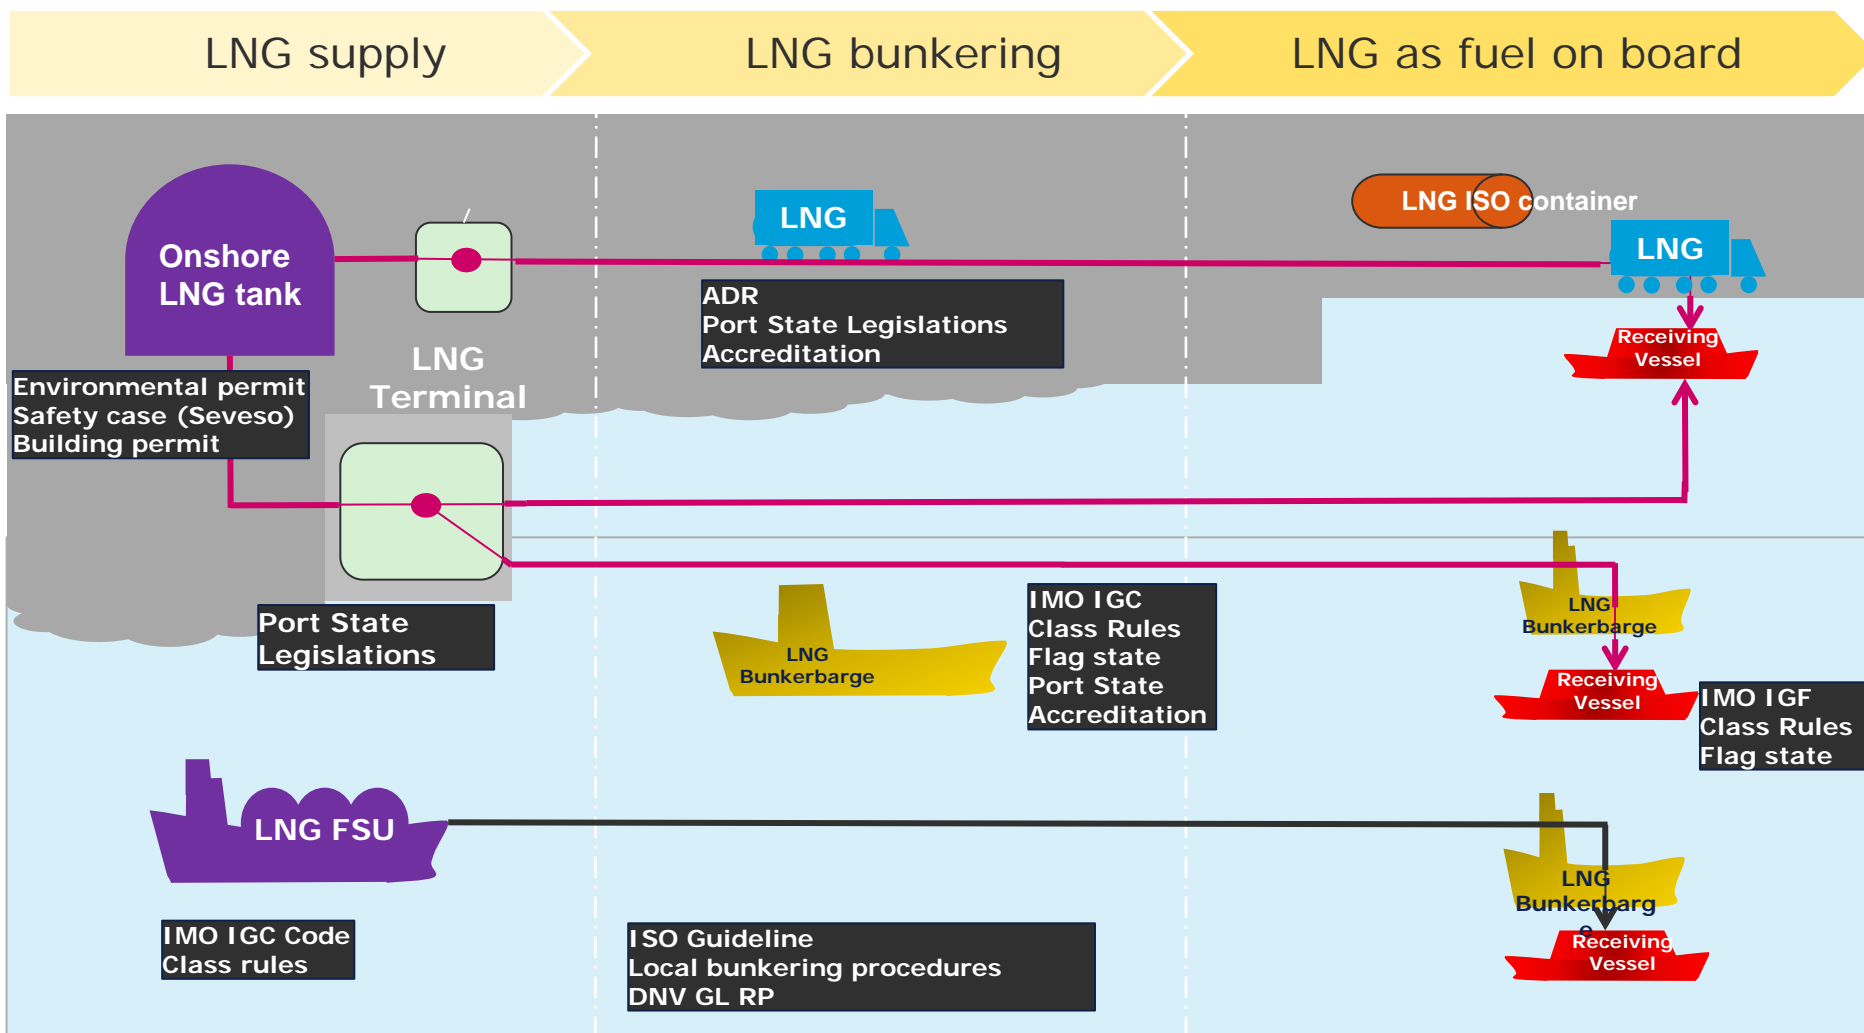 LNG supply
LNG bunkering
LNG as fuel on board
LNG ISO container
LNG
LNG
Onshore
LNG tank
ADR
Port State Legislations
Accreditation
Receiving
Vessel
LNG
Terminal
Environmental permit
Safety case (Seveso)
Building permit
Port State
Legislations
LNG
Bunkerbarge
IMO IGC
Class Rules
Flag state
Port State
Accreditation
LNG
Bunkerbarge
Receiving
Vessel
IMO IGF
Class Rules
Flag state
LNG FSU
LNG
Bunkerbarg
e
Receiving
Vessel
IMO IGC Code
Class rules
ISO Guideline
Local bunkering procedures
DNV GL RP